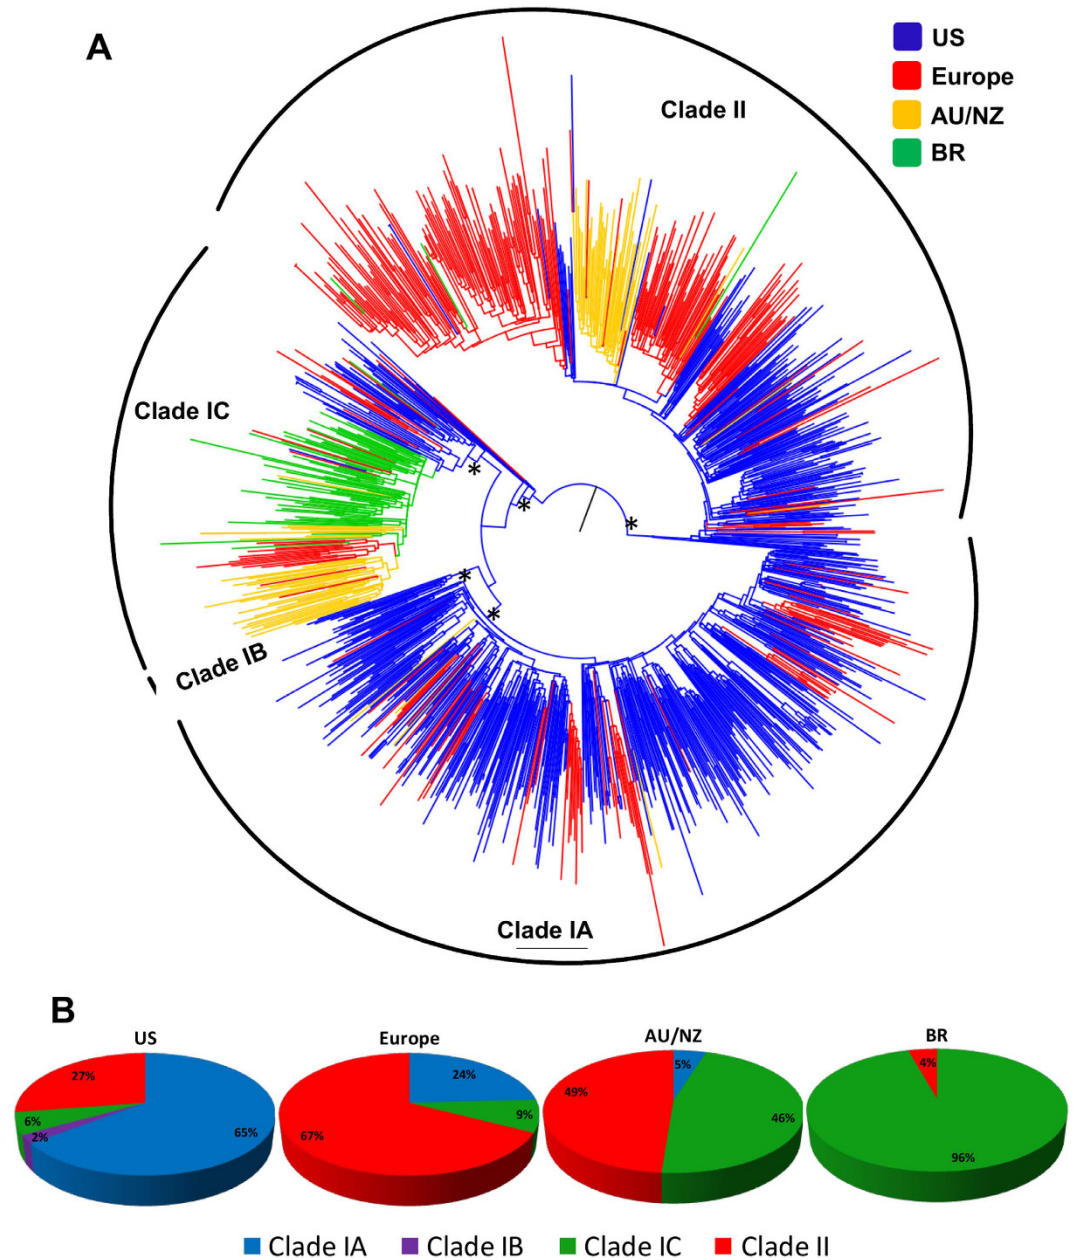 A
US
Europe
AU/NZ
BR
Clade II
Clade IC
*
*
*
*
*
Clade IB
Clade IA
B
US
Europe
AU/NZ
BR
27%
6%
2%
65%
24%
9%
67%
5%
49%
46%
4%
96%
Clade IA Clade IB Clade IC Clade II